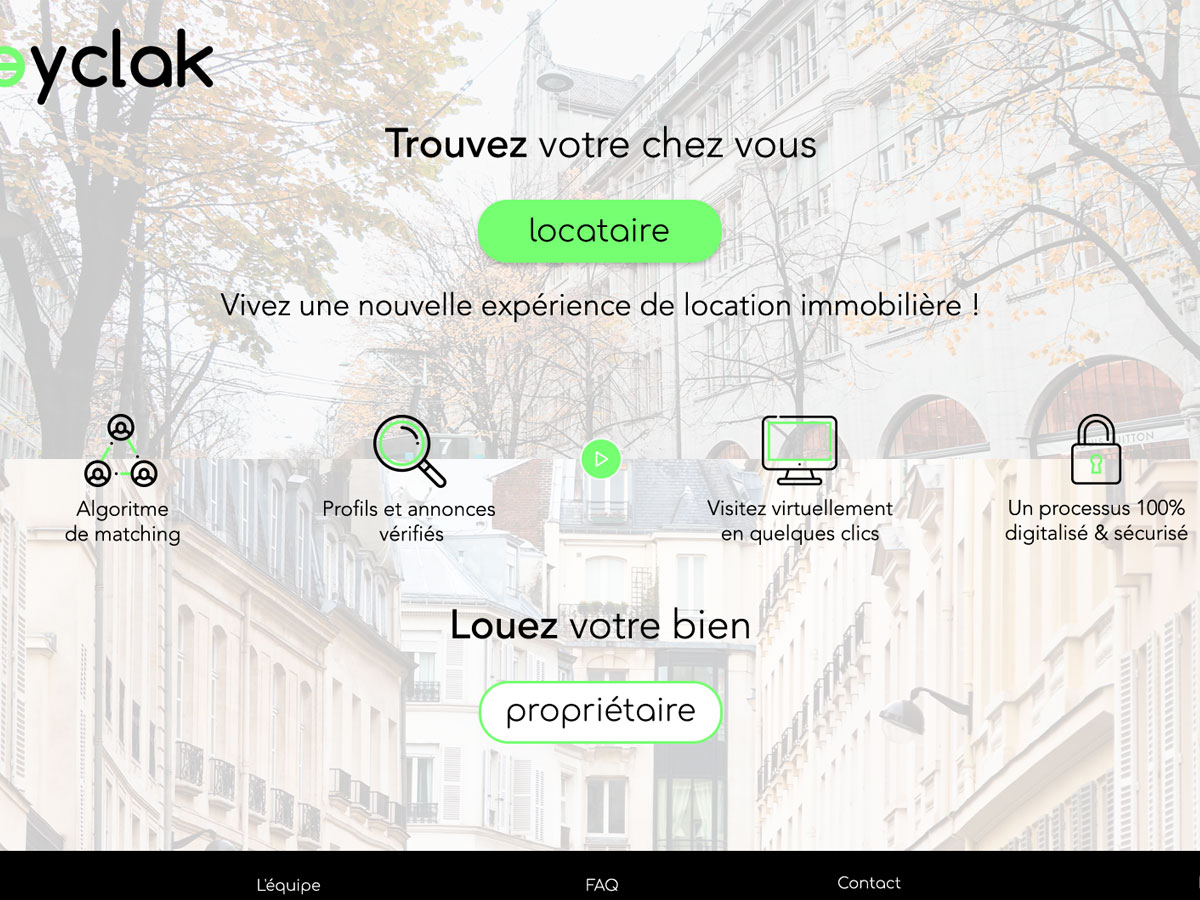 eyclak
Trouvez votre chez vous
locataire
Vivez une nouvelle expérience de location immobilière !
Algoritme
de matching
Profils et annonces
vérifiés
Visitez virtuellement
en quelques clics
Un processus 100%
digitalisé & sécurisé
Louez votre bien
propriétaire
L'équipe
FAQ
Contact